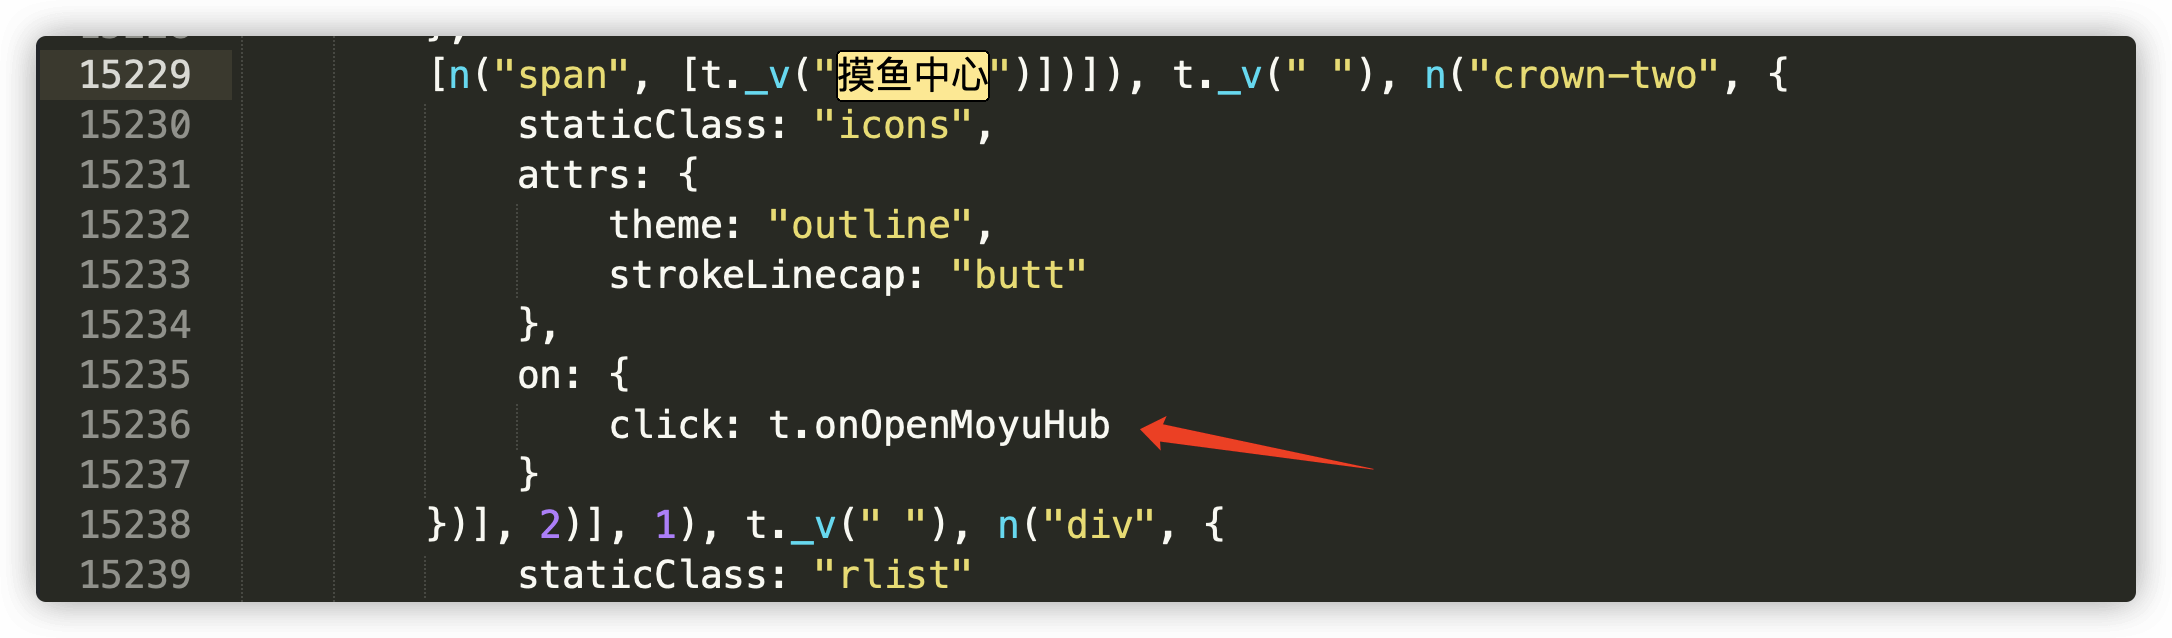 15229 [n("span", [t._v("摸鱼中心")])]), t._v(" "), n("crown-two", {
15230 staticClass: "icons",
15231 attrs: {
15232 theme: "outline",
15233 strokeLinecap: "butt"
15234 },
15235 on: {
15236 click: t.onOpenMoyuHub
15237 }
15238 })], 2)], 1), t._v(" "), n("div", {
15239 staticClass: "rlist"